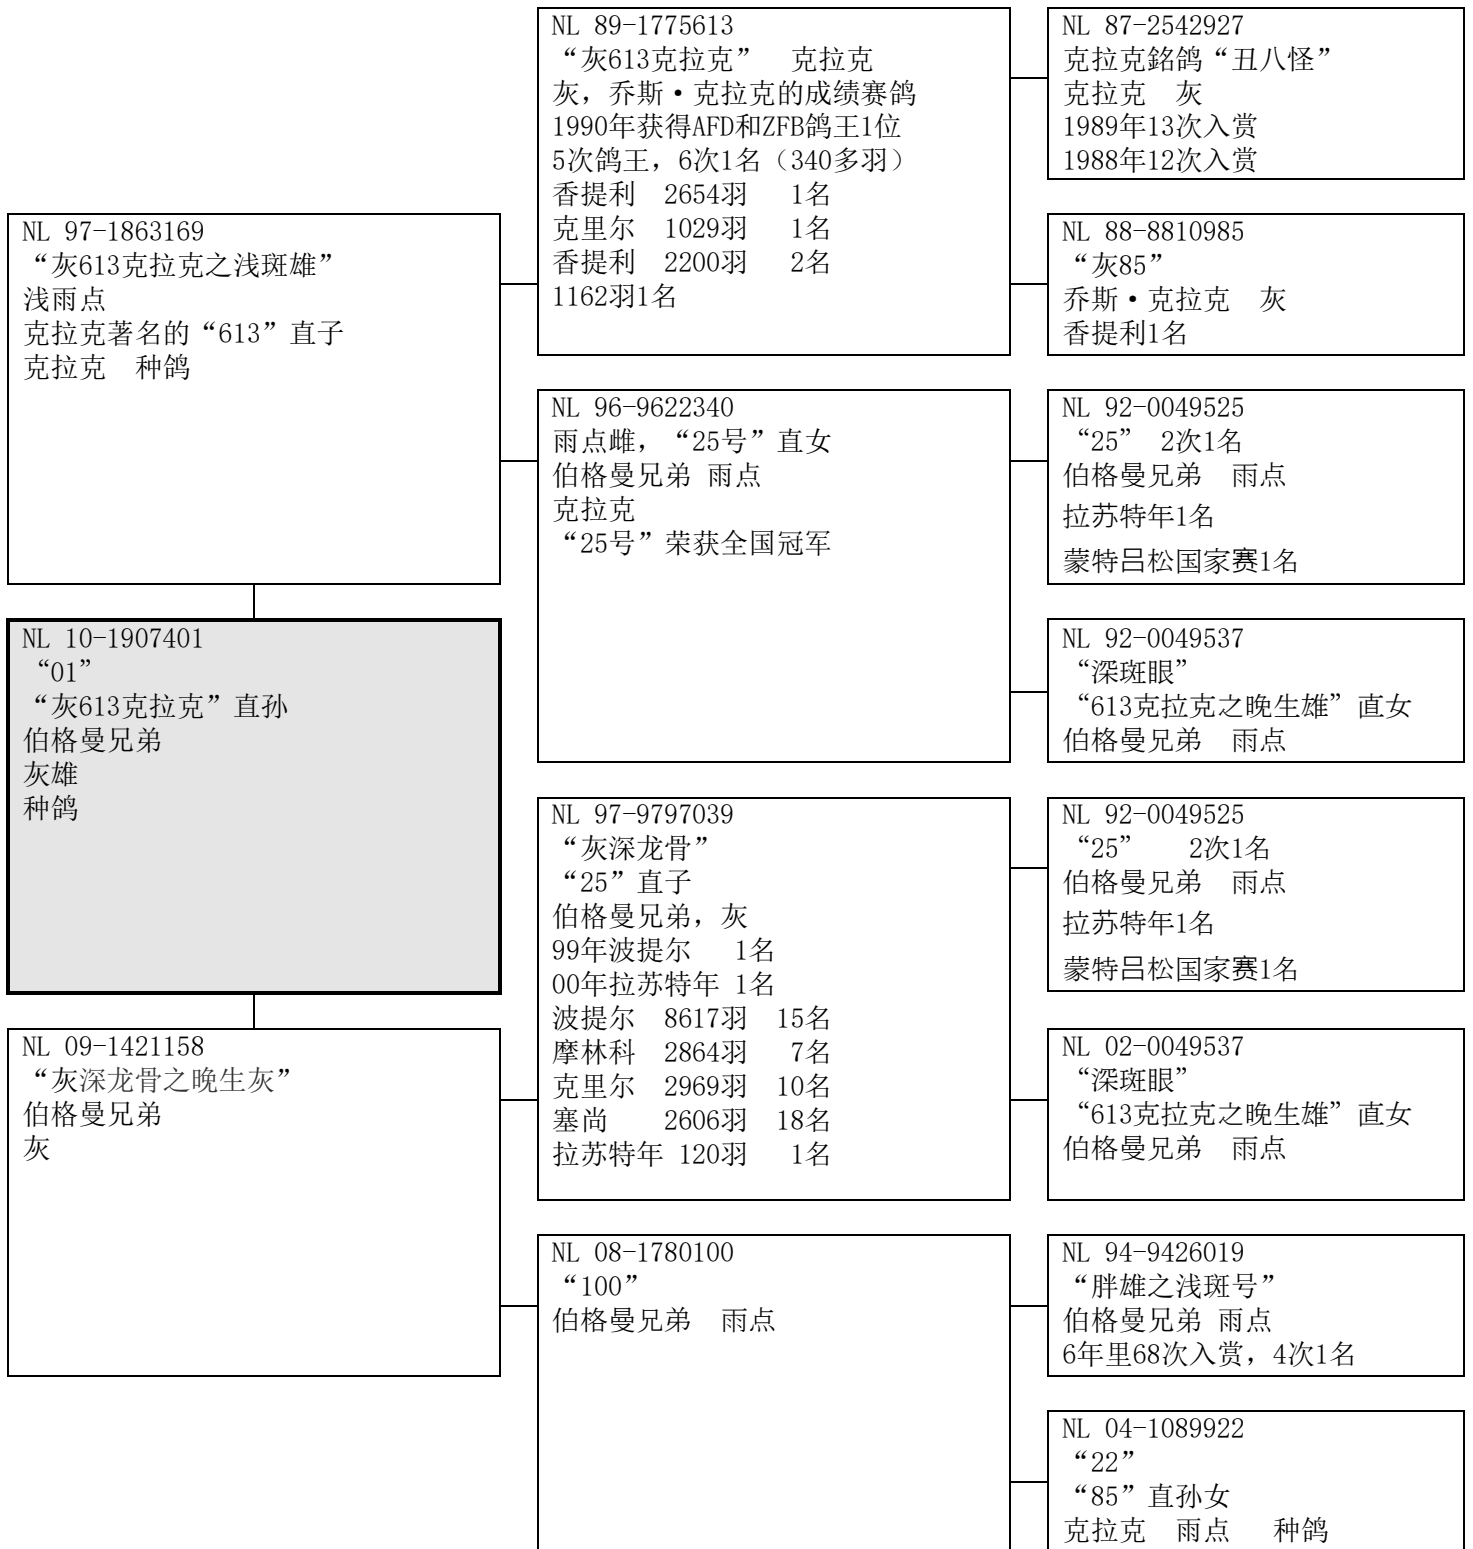 NL 97-1863169
“灰613克拉克之浅斑雄”
浅雨点
克拉克著名的“613”直子
克拉克　种鸽
NL 10-1907401
“01”
“灰613克拉克”直孙
伯格曼兄弟
灰雄
种鸽
NL 09-1421158
“灰深龙骨之晚生灰”
伯格曼兄弟
灰
NL 89-1775613
“灰613克拉克”　克拉克
灰，乔斯·克拉克的成绩赛鸽
1990年获得AFD和ZFB鸽王1位
5次鸽王，6次1名（340多羽）
香提利　2654羽　 1名
克里尔　1029羽　 1名
香提利　2200羽　 2名
1162羽1名
NL 96-9622340
雨点雌，“25号”直女
伯格曼兄弟 雨点
克拉克
“25号”荣获全国冠军
NL 97-9797039
“灰深龙骨”
“25”直子
伯格曼兄弟，灰
99年波提尔　 1名
00年拉苏特年 1名
波提尔　8617羽　15名
摩林科　2864羽　 7名
克里尔　2969羽　10名
塞尚　　2606羽　18名
拉苏特年 120羽　 1名
NL 08-1780100
“100”
伯格曼兄弟　雨点
NL 87-2542927
克拉克銘鸽“丑八怪”
克拉克　灰
1989年13次入赏
1988年12次入赏
NL 88-8810985
“灰85”
乔斯·克拉克　灰
香提利1名
NL 92-0049525
“25” 2次1名
伯格曼兄弟　雨点
拉苏特年1名
蒙特吕松国家赛1名
NL 92-0049537
“深斑眼”
“613克拉克之晚生雄”直女
伯格曼兄弟　雨点
NL 92-0049525
“25”　 2次1名
伯格曼兄弟　雨点
拉苏特年1名
蒙特吕松国家赛1名
NL 02-0049537
“深斑眼”
“613克拉克之晚生雄”直女
伯格曼兄弟　雨点
NL 94-9426019
“胖雄之浅斑号”
伯格曼兄弟 雨点
6年里68次入赏，4次1名
NL 04-1089922
“22”
“85”直孙女
克拉克　雨点　 种鸽